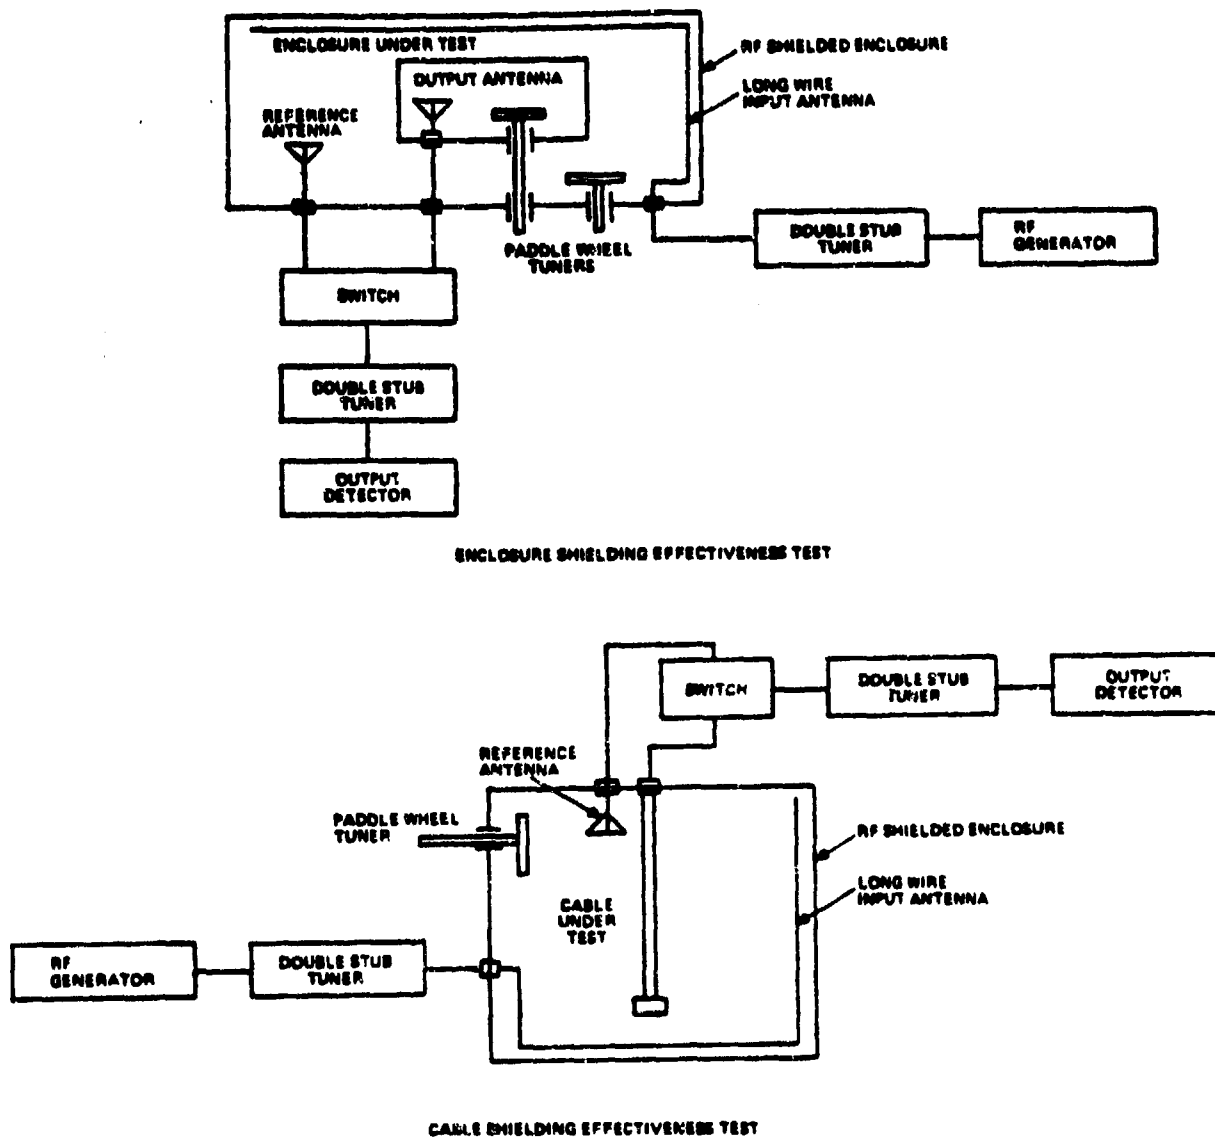 ENCLOSURE UNDER TEST
OUTPUT ANTENNA
REFERENCE
ANTENNA
RF SHIELDED ENCLOSURE
LONG WIRE
INPUT ANTENNA
PADDLE WHEEL
TUNERS
DOUBLE STUB
TUNER
RF
GENERATOR
SWITCH
DOUBLE STUB
TUNER
OUTPUT
DETECTOR
ENCLOSURE SHIELDING EFFECTIVENESS TEST
SWITCH
DOUBLE STUB
TUNER
OUTPUT
DETECTOR
REFERENCE
ANTENNA
PADDLE WHEEL
TUNER
RF SHIELDED ENCLOSURE
LONG WIRE
INPUT ANTENNA
CABLE
UNDER
TEST
RF
GENERATOR
DOUBLE STUB
TUNER
CABLE SHIELDING EFFECTIVENESS TEST